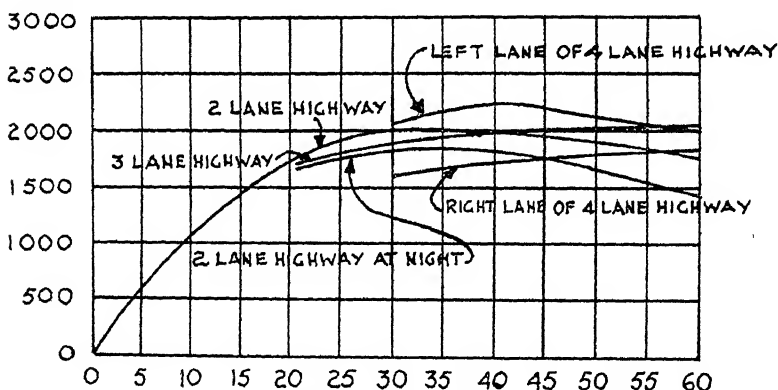 3000
2500
2000
1500
1000
500
0
LEFT LANE OF 4 LANE HIGHWAY
2 LANE HIGHWAY
3 LANE HIGHWAY
RIGHT LANE OF 4 LANE HIGHWAY
2 LANE HIGHWAY AT NIGHT
0 5 10 15 20 25 30 35 40 45 50 55 60